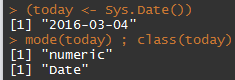 > (today <- Sys.Date())
[1] "2016-03-04"
> mode(today) ; class(today)
[1] "numeric"
[1] "Date"